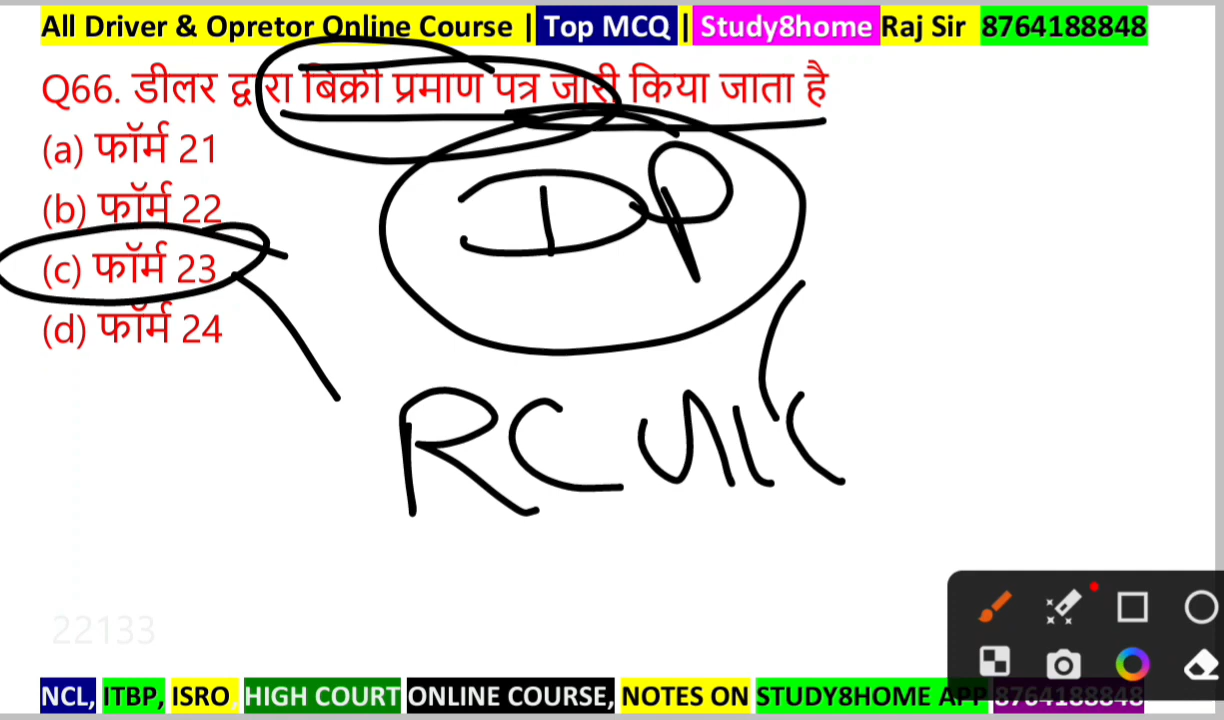 All Driver & Opretor Online Course | Top MCQ | Study8home Raj Sir 8764188848
Q66. डीलर द्वारा बिक्री प्रमाण पत्र जारी किया जाता है
(a) फॉर्म 21
(b) फॉर्म 22
(c) फॉर्म 23
(d) फॉर्म 24
DP
RC
22133
NCL, ITBP, ISRO, HIGH COURT ONLINE COURSE, NOTES ON STUDY8HOME APP 8764188848